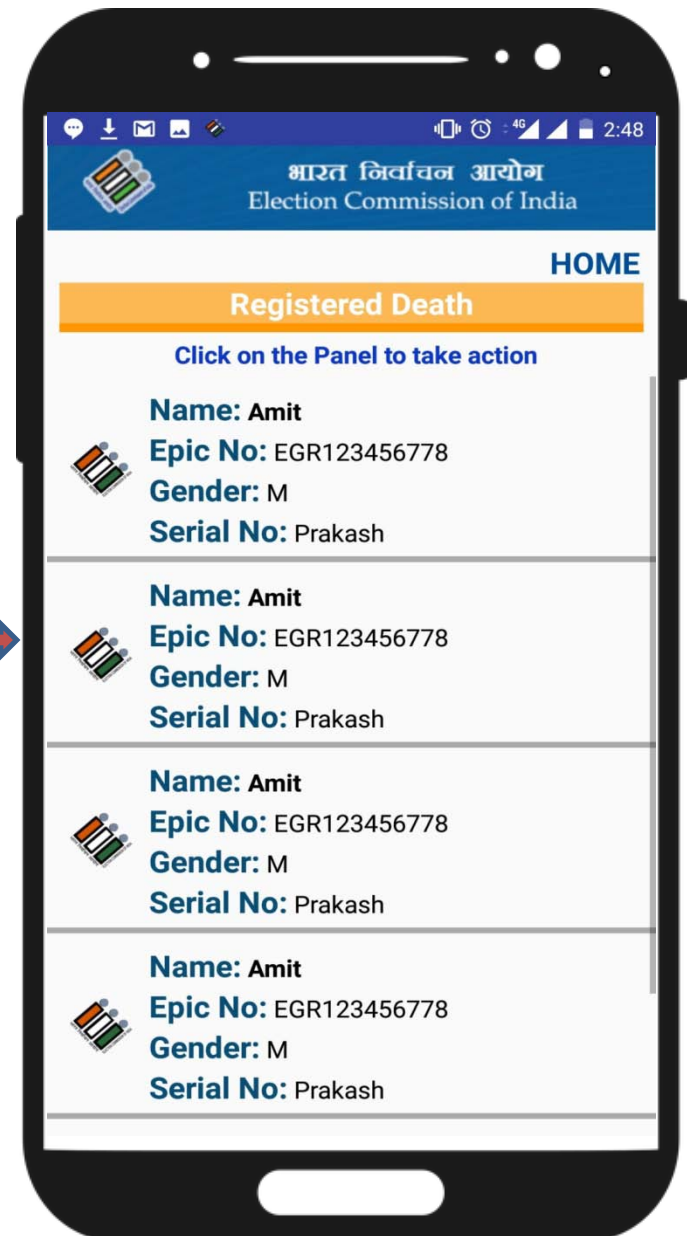 4G 2:48
भारत निर्वाचन आयोग
Election Commission of India
HOME
Registered Death
Click on the Panel to take action
Name: Amit
Epic No: EGR123456778
Gender: M
Serial No: Prakash
Name: Amit
Epic No: EGR123456778
Gender: M
Serial No: Prakash
Name: Amit
Epic No: EGR123456778
Gender: M
Serial No: Prakash
Name: Amit
Epic No: EGR123456778
Gender: M
Serial No: Prakash